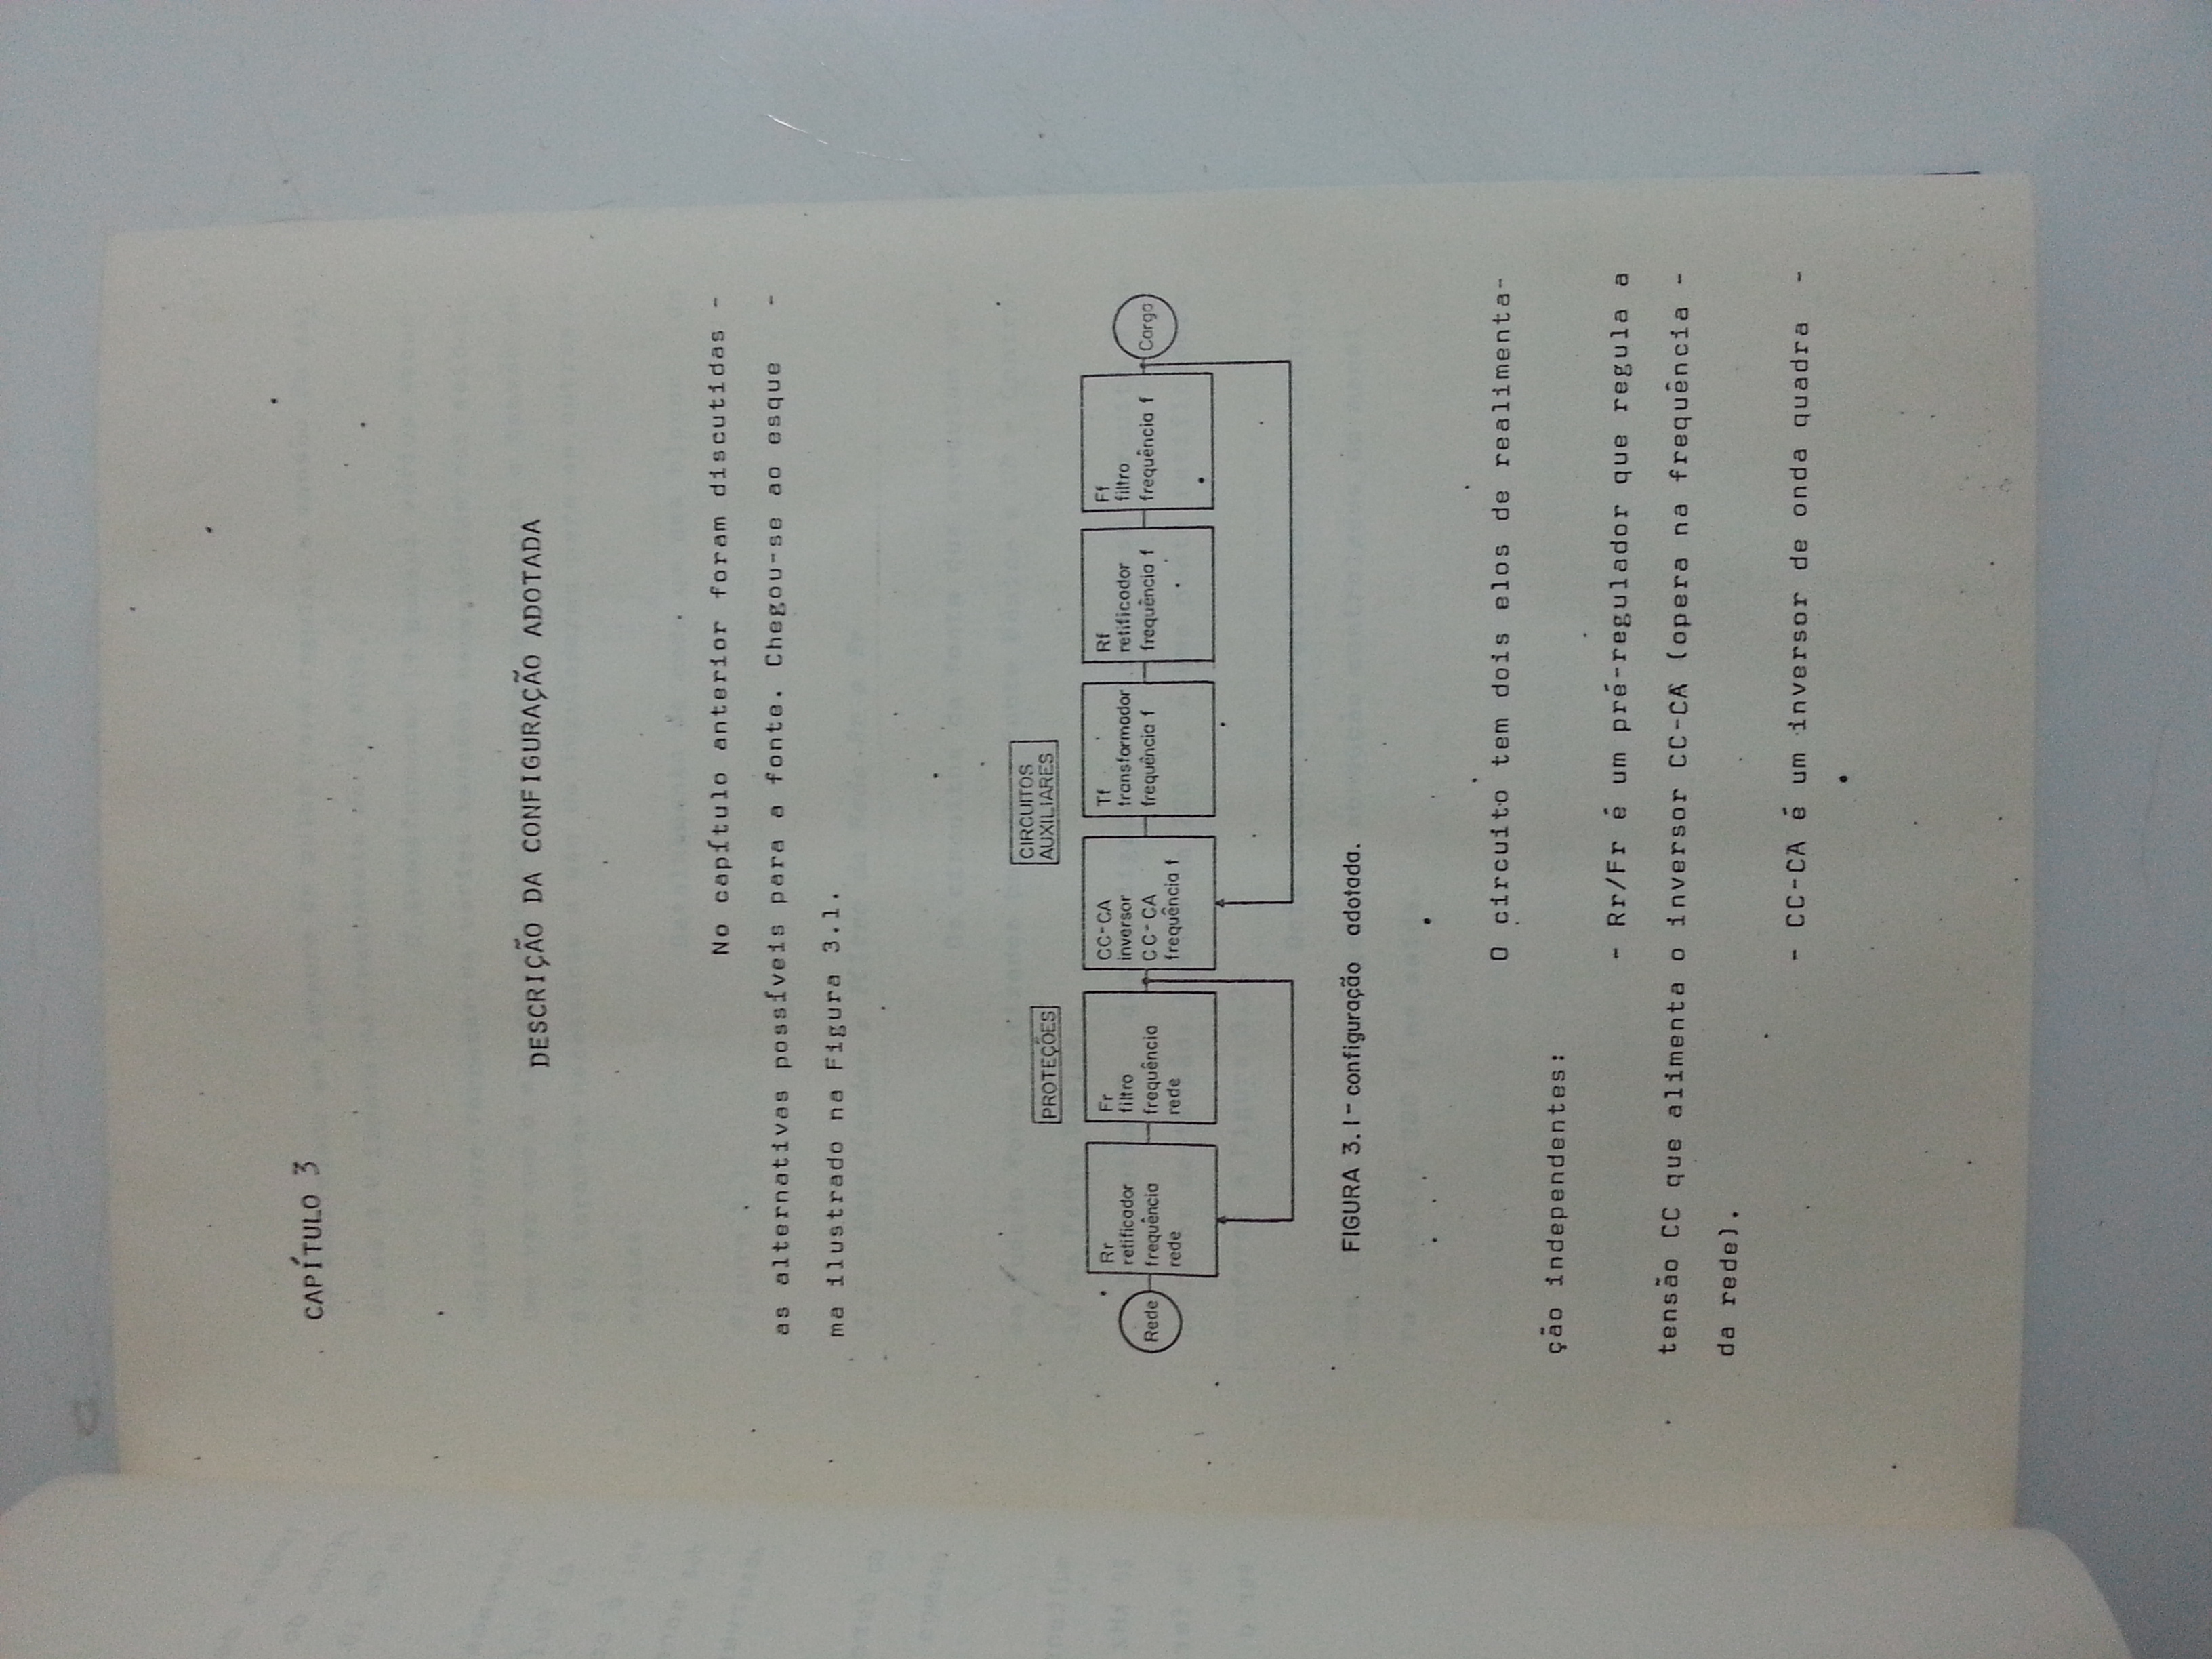 CAPÍTULO 3
DESCRIÇÃO DA CONFIGURAÇÃO ADOTADA
No capítulo anterior foram discutidas -
as alternativas possíveis para a fonte. Chegou-se ao esque -
ma ilustrado na Figura 3.1.
PROTEÇÕES
CIRCUITOS
AUXILIARES
Rede
Rr
retificador
frequência
rede
Fr
filtro
frequência
rede
CC-CA
inversor
CC-CA
frequência f
Tf
transformador
frequência f
Rf
retificador
frequência f
Ff
filtro
frequência f
Carga
FIGURA 3.1- configuração adotada.
O circuito tem dois elos de realimenta-
ção independentes:
- Rr/Fr é um pré-regulador que regula a
tensão CC que alimenta o inversor CC-CA (opera na frequência -
da rede).
- CC-CA é um inversor de onda quadra -